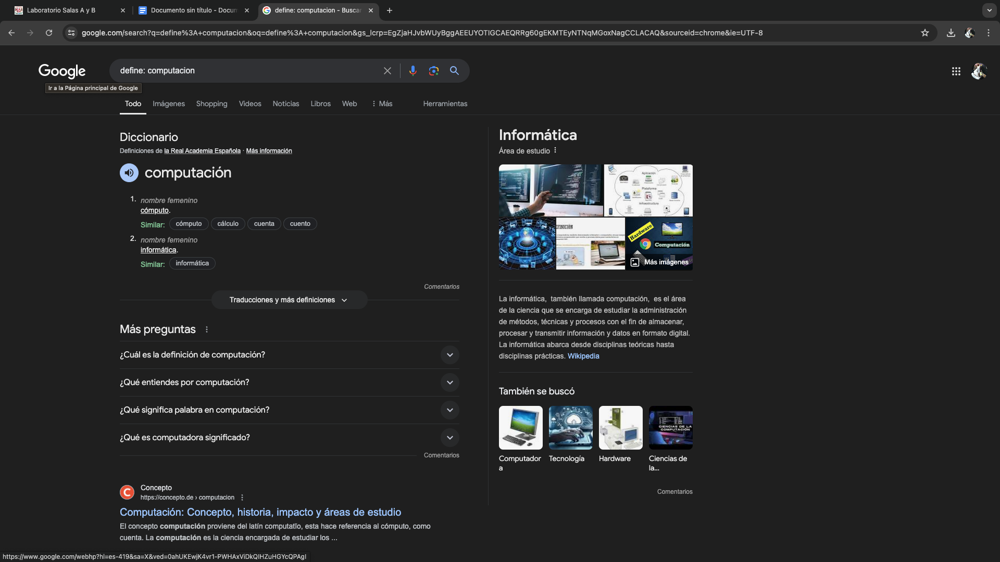 Laboratorio Salas A y B
Documento sin título - Docum
define: computacion - Buscar
google.com/search?q=define%3A+computacion&oq=define%3A+computacion&gs_lcrp=EgZjaHJvbWUyBggAEEUYOTIGCAEQRRg60gEKMTEyNTNqMGoxNagCCLACAQ&sourceid=chrome&ie=UTF-8
Google
define: computacion
Ir a la Página principal de Google
Todo Imágenes Shopping Videos Noticias Libros Web Más Herramientas
Diccionario
Definiciones de la Real Academia Española · Más información
computación
1. nombre femenino
cómputo.
Similar: cómputo cálculo cuenta cuento
2. nombre femenino
informática.
Similar: informática
Comentarios
Traducciones y más definiciones
Más preguntas
¿Cuál es la definición de computación?
¿Qué entiendes por computación?
¿Qué significa palabra en computación?
¿Qué es computadora significado?
Comentarios
Concepto
https://concepto.de › computacion
Computación: Concepto, historia, impacto y áreas de estudio
El concepto computación proviene del latín computatĭo, esta hace referencia al cómputo, como
cuenta. La computación es la ciencia encargada de estudiar los ...
Informática
Área de estudio
Aplicación
Plataforma
Infraestructura
EFINICIÓN
Hardware
Computación
Más imágenes
La informática, también llamada computación, es el área
de la ciencia que se encarga de estudiar la administración
de métodos, técnicas y procesos con el fin de almacenar,
procesar y transmitir información y datos en formato digital.
La informática abarca desde disciplinas teóricas hasta
disciplinas prácticas. Wikipedia
También se buscó
CIENCIAS DE LA
COMPUTACIÓN
Computador
a
Tecnología
Hardware
Ciencias de
la...
Comentarios
https://www.google.com/webhp?hl=es-419&sa=X&ved=0ahUKEwjK4vr1-PWHAxViDkQIHZuHGYcQPAgI